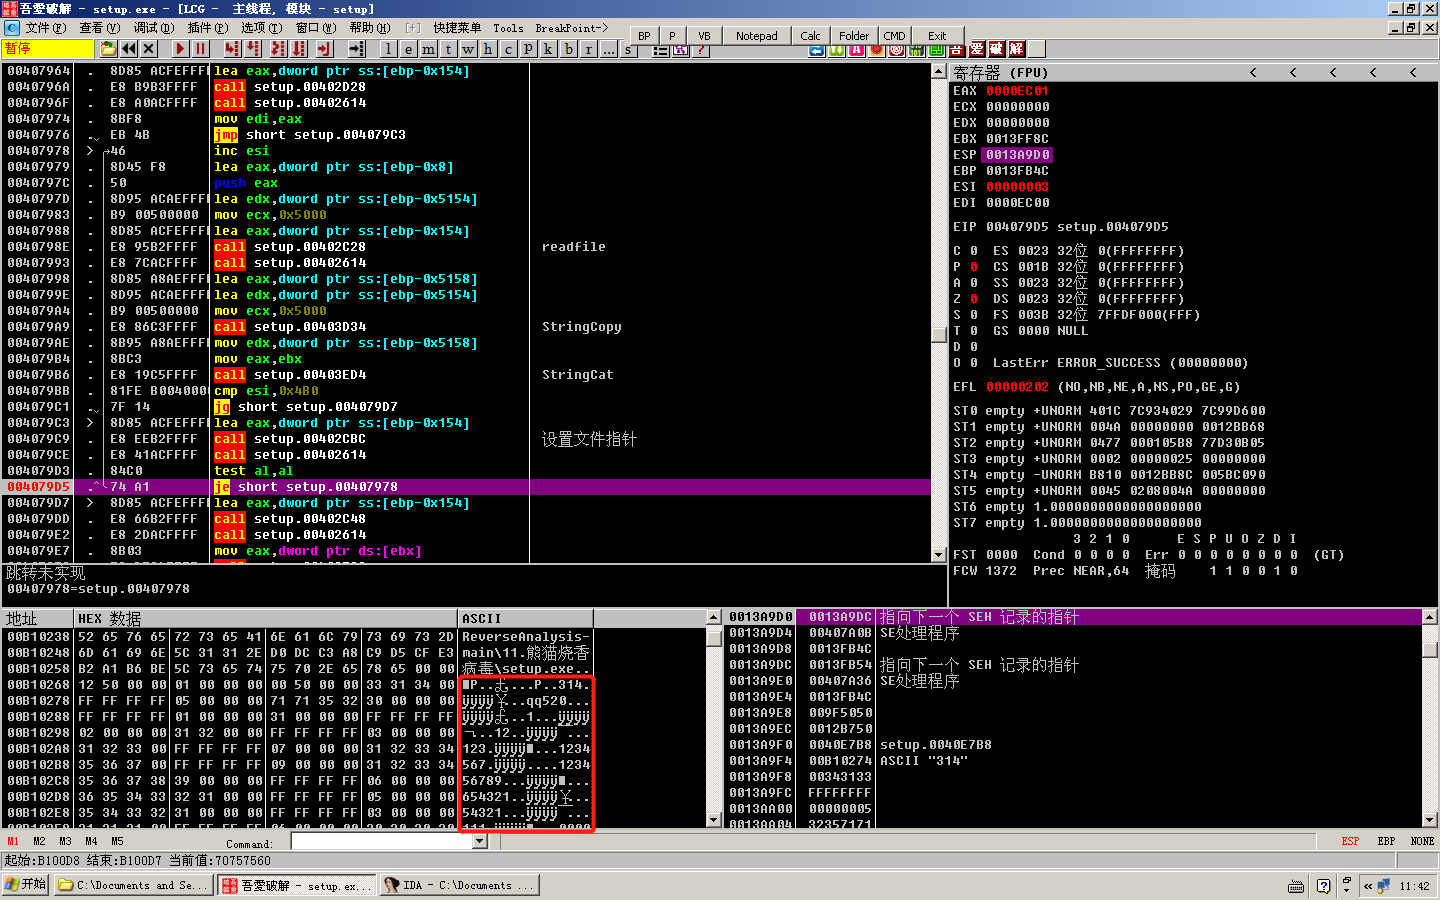 吾爱破解 - setup.exe - [LCG - 主线程, 模块 - setup]
文件(F) 查看(V) 调试(D) 插件(P) 选项(T) 窗口(W) 帮助(H) [+] 快捷菜单 Tools BreakPoint->
BP P VB Notepad Calc Folder CMD Exit
暂停 l e m t w h c p k b r ... s
吾 愛 破 解
00407964 . 8D85 ACFEFFFF lea eax,dword ptr ss:[ebp-0x154]
0040796A . E8 B9B3FFFF call setup.00402D28
0040796F . E8 A0ACFFFF call setup.00402614
00407974 . 8BF8 mov edi,eax
00407976 . EB 4B jmp short setup.004079C3
00407978 > 46 inc esi
00407979 . 8D45 F8 lea eax,dword ptr ss:[ebp-0x8]
0040797C . 50 push eax
0040797D . 8D95 ACAEFFFF lea edx,dword ptr ss:[ebp-0x5154]
00407983 . B9 00500000 mov ecx,0x5000
00407988 . 8D85 ACFEFFFF lea eax,dword ptr ss:[ebp-0x154]
0040798E . E8 95B2FFFF call setup.00402C28 readfile
00407993 . E8 7CACFFFF call setup.00402614
00407998 . 8D85 A8AEFFFF lea eax,dword ptr ss:[ebp-0x5158]
0040799E . 8D95 ACAEFFFF lea edx,dword ptr ss:[ebp-0x5154]
004079A4 . B9 00500000 mov ecx,0x5000
004079A9 . E8 86C3FFFF call setup.00403D34 StringCopy
004079AE . 8B95 A8AEFFFF mov edx,dword ptr ss:[ebp-0x5158]
004079B4 . 8BC3 mov eax,ebx
004079B6 . E8 19C5FFFF call setup.00403ED4 StringCat
004079BB . 81FE B0040000 cmp esi,0x4B0
004079C1 . 7F 14 jg short setup.004079D7
004079C3 > 8D85 ACFEFFFF lea eax,dword ptr ss:[ebp-0x154]
004079C9 . E8 EEB2FFFF call setup.00402CBC 设置文件指针
004079CE . E8 41ACFFFF call setup.00402614
004079D3 . 84C0 test al,al
004079D5 . 74 A1 je short setup.00407978
004079D7 > 8D85 ACFEFFFF lea eax,dword ptr ss:[ebp-0x154]
004079DD . E8 66B2FFFF call setup.00402C48
004079E2 . E8 2DACFFFF call setup.00402614
004079E7 . 8B03 mov eax,dword ptr ds:[ebx]
跳转未实现
00407978=setup.00407978
寄存器 (FPU) < < < < <
EAX 0000EC01
ECX 00000000
EDX 00000000
EBX 0013FF8C
ESP 0013A9D0
EBP 0013FB4C
ESI 00000003
EDI 0000EC00
EIP 004079D5 setup.004079D5
C 0 ES 0023 32位 0(FFFFFFFF)
P 0 CS 001B 32位 0(FFFFFFFF)
A 0 SS 0023 32位 0(FFFFFFFF)
Z 0 DS 0023 32位 0(FFFFFFFF)
S 0 FS 003B 32位 7FFDF000(FFF)
T 0 GS 0000 NULL
D 0
O 0 LastErr ERROR_SUCCESS (00000000)
EFL 00000202 (NO,NB,NE,A,NS,PO,GE,G)
ST0 empty +UNORM 401C 7C934029 7C99D600
ST1 empty +UNORM 004A 00000000 0012BB68
ST2 empty +UNORM 0477 000105B8 77D30B05
ST3 empty +UNORM 0002 00000025 00000000
ST4 empty -UNORM B810 0012BB8C 005BC090
ST5 empty +UNORM 0045 0208004A 00000000
ST6 empty 1.0000000000000000000
ST7 empty 1.0000000000000000000
3 2 1 0 E S P U O Z D I
FST 0000 Cond 0 0 0 0 Err 0 0 0 0 0 0 0 0 (GT)
FCW 1372 Prec NEAR,64 掩码 1 1 0 0 1 0
地址 HEX 数据 ASCII
00B10238 52 65 76 65 72 73 65 41 6E 61 6C 79 73 69 73 2D ReverseAnalysis-
00B10248 6D 61 69 6E 5C 31 31 2E D0 DC C3 A8 C9 D5 CF E3 main\11.熊猫烧香
00B10258 B2 A1 B6 BE 5C 73 65 74 75 70 2E 65 78 65 00 00 病毒\setup.exe..
00B10268 12 50 00 00 01 00 00 00 00 50 00 00 33 31 34 00
00B10278 FF FF FF FF 05 00 00 00 71 71 35 32 30 00 00 00
00B10288 FF FF FF FF 01 00 00 00 31 00 00 00 FF FF FF FF
00B10298 02 00 00 00 31 32 00 00 FF FF FF FF 03 00 00 00
00B102A8 31 32 33 00 FF FF FF FF 07 00 00 00 31 32 33 34
00B102B8 35 36 37 00 FF FF FF FF 09 00 00 00 31 32 33 34
00B102C8 35 36 37 38 39 00 00 00 FF FF FF FF 06 00 00 00
00B102D8 36 35 34 33 32 31 00 00 FF FF FF FF 05 00 00 00
00B102E8 35 34 33 32 31 00 00 00 FF FF FF FF 03 00 00 00
0013A9D0 0013A9DC 指向下一个 SEH 记录的指针
0013A9D4 00407A0B SE处理程序
0013A9D8 0013FB4C
0013A9DC 0013FB54 指向下一个 SEH 记录的指针
0013A9E0 00407A36 SE处理程序
0013A9E4 0013FB4C
0013A9E8 009F5050
0013A9EC 0012B750
0013A9F0 0040E7B8 setup.0040E7B8
0013A9F4 00B10274 ASCII "314"
0013A9F8 00343133
0013A9FC FFFFFFFF
0013AA00 00000005
0013AA04 32357171
M1 M2 M3 M4 M5 Command: ESP EBP NONE
起始:B100D8 结束:B100D7 当前值:70757560
开始 C:\Documents and Se... 吾愛破解 - setup.ex... IDA - C:\Documents ... « 11:42